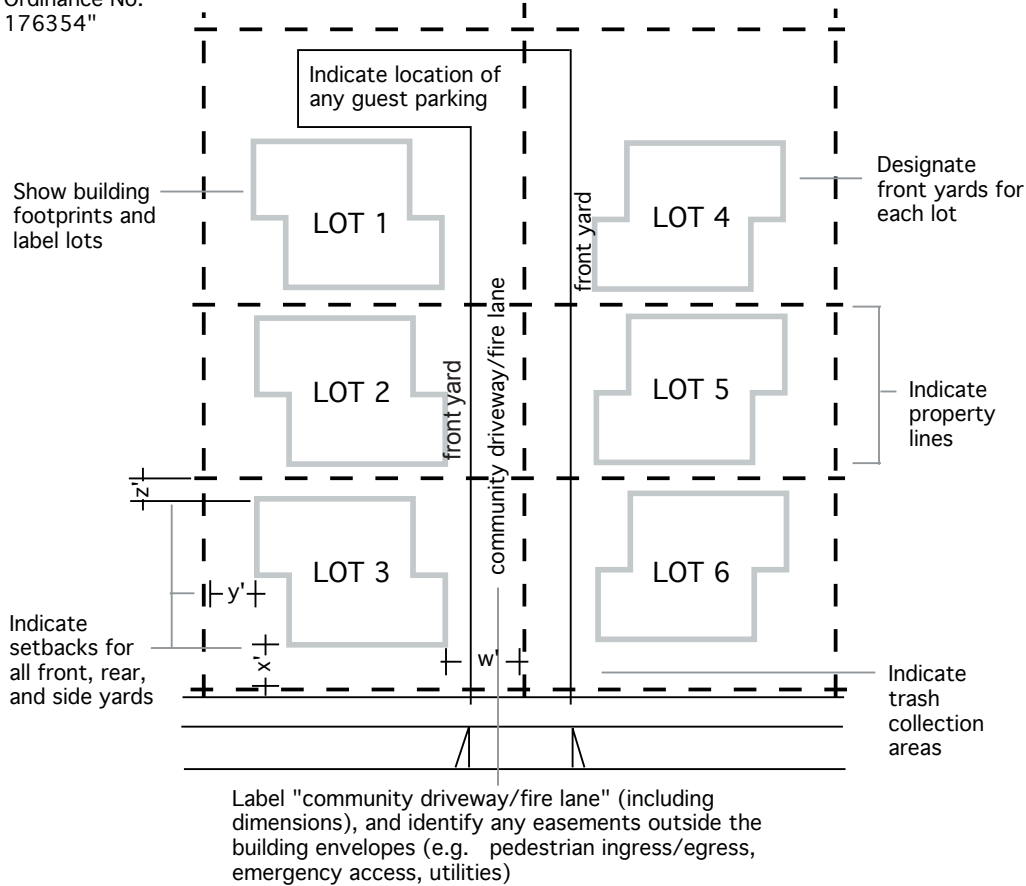 Ordinance No.
176354"
Indicate location of
any guest parking
Show building
footprints and
label lots
LOT 1
front yard
LOT 4
Designate
front yards for
each lot
LOT 2
front yard
community driveway/fire lane
LOT 5
Indicate
property
lines
z'
LOT 3
LOT 6
y'
Indicate
setbacks for
all front, rear,
and side yards
x'
w'
Indicate
trash
collection
areas
Label "community driveway/fire lane" (including
dimensions), and identify any easements outside the
building envelopes (e.g. pedestrian ingress/egress,
emergency access, utilities)